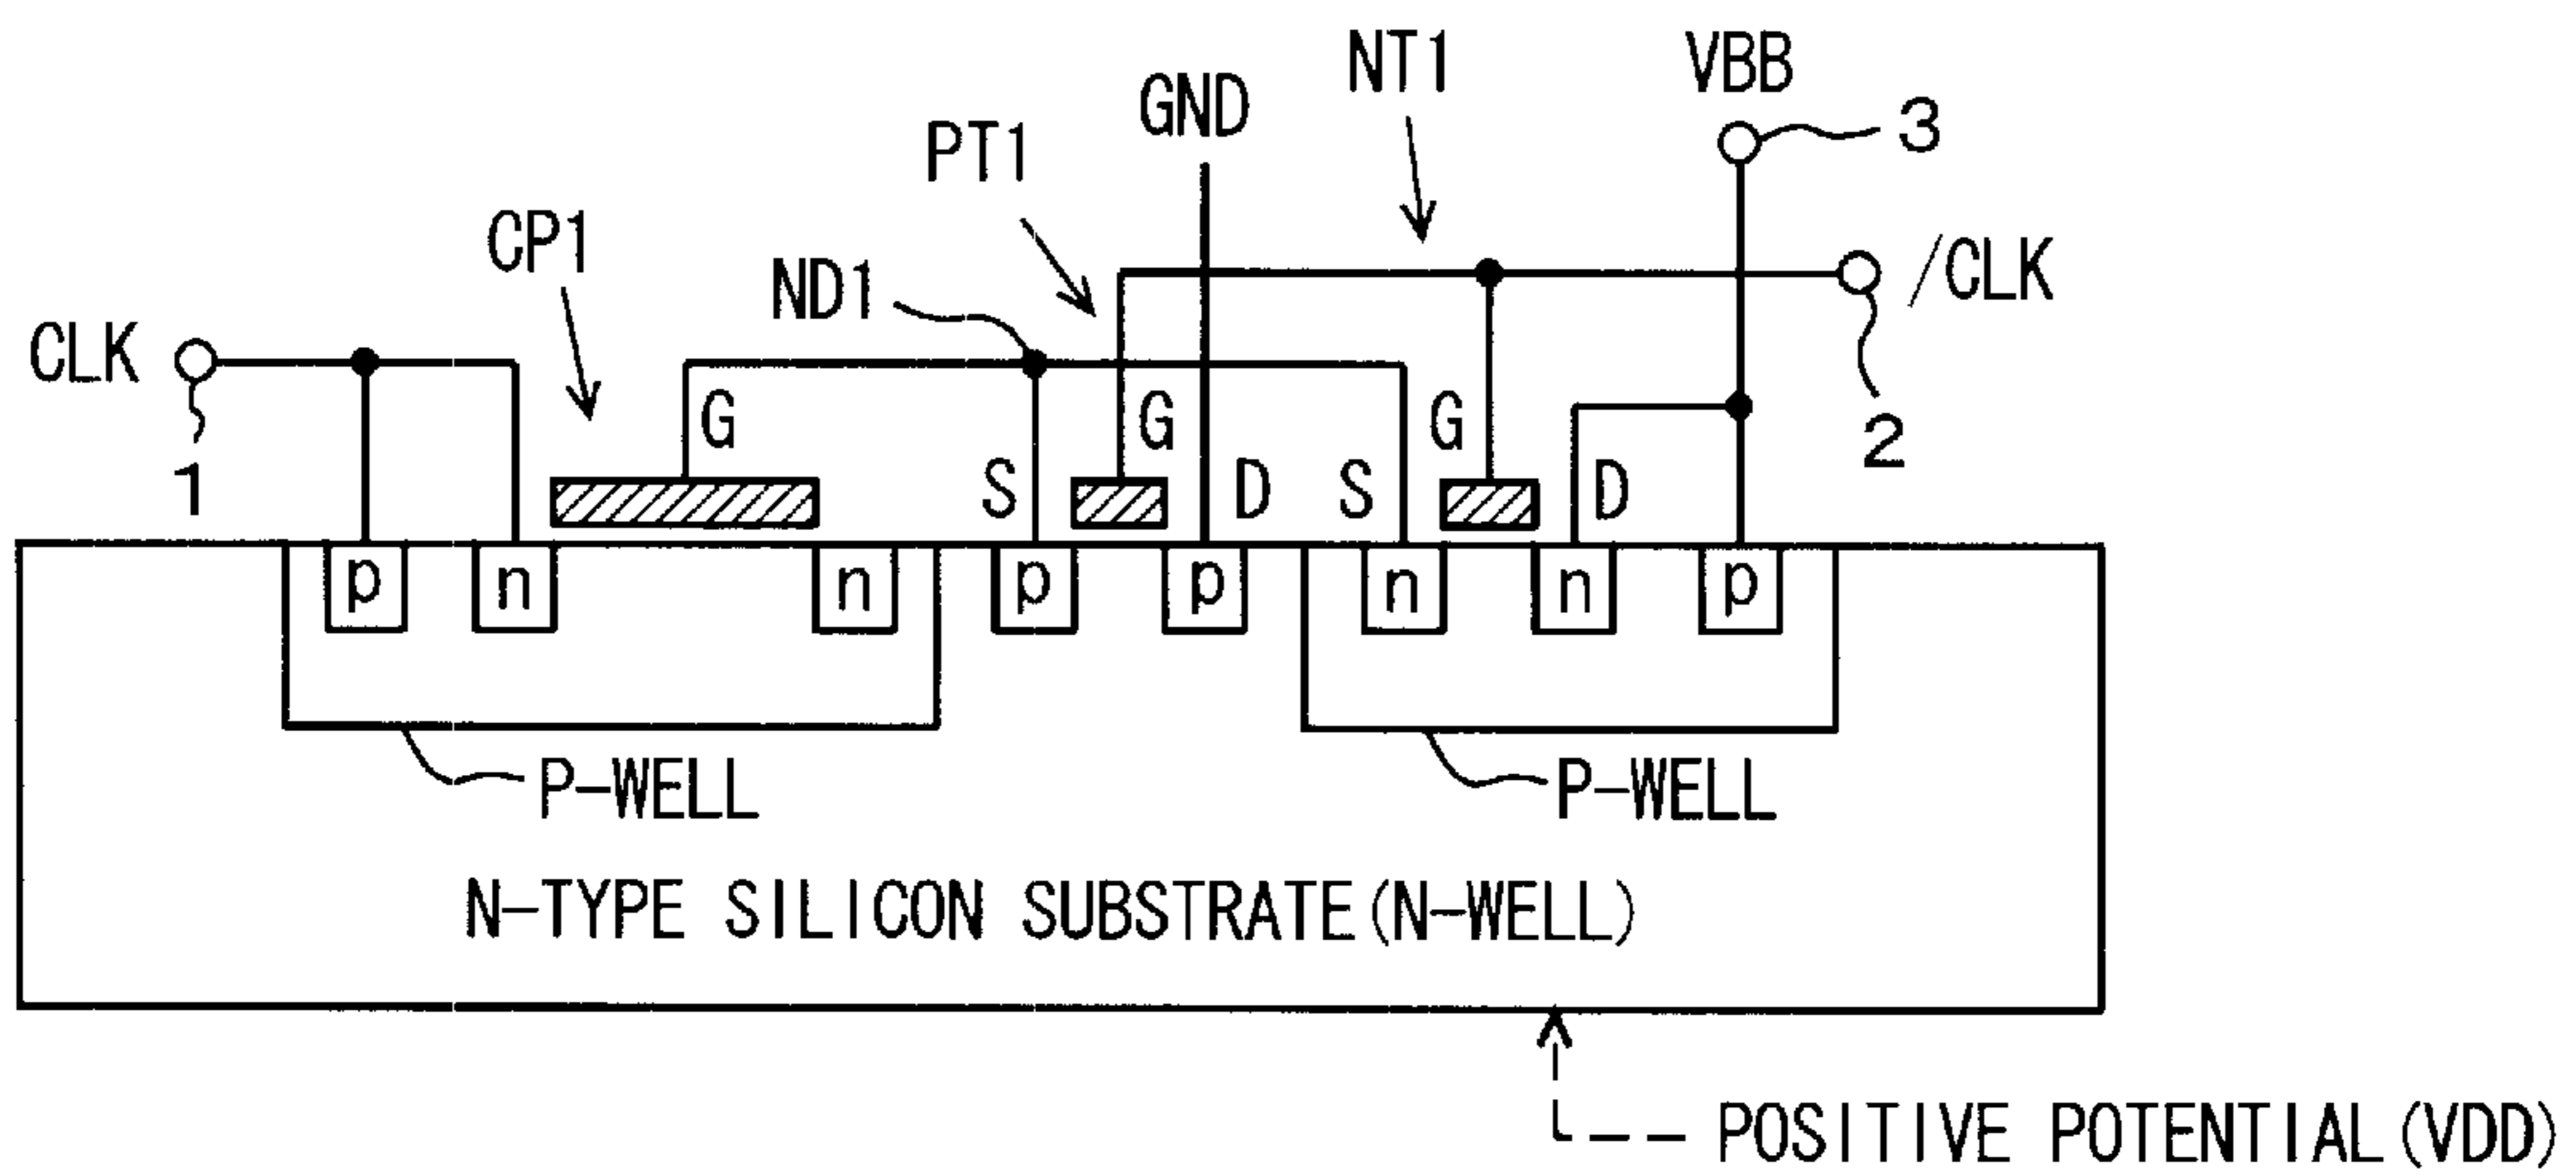 NT1
VBB
GND
3
PT1
CP1
/CLK
ND1
CLK
G
G
G
2
1
S
D
S
D
p
n
n
p
p
n
n
p
P-WELL
P-WELL
N-TYPE SILICON SUBSTRATE(N-WELL)
POSITIVE POTENTIAL(VDD)